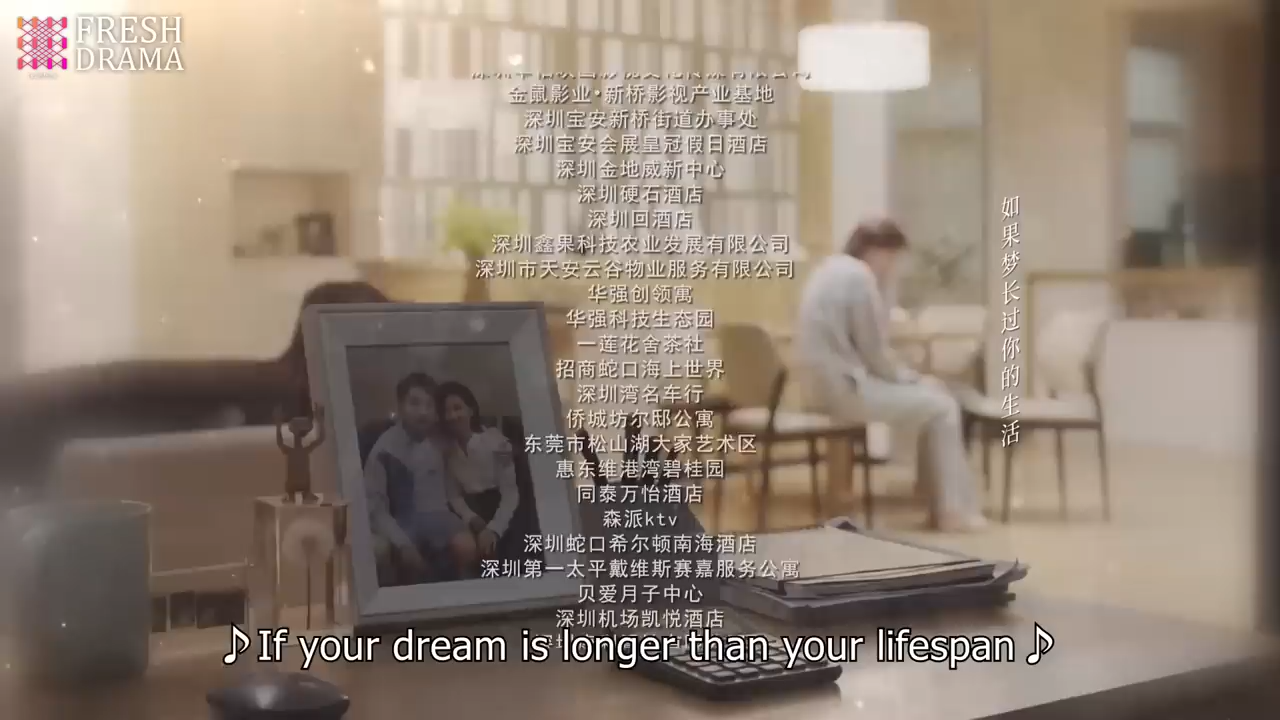 FRESH
DRAMA
金鼠影业•新桥影视产业基地
深圳宝安新桥街道办事处
深圳宝安会展皇冠假日酒店
深圳金地威新中心
深圳硬石酒店
深圳回酒店
深圳鑫果科技农业发展有限公司
深圳市天安云谷物业服务有限公司
华强创领寓
华强科技生态园
一莲花舍茶社
招商蛇口海上世界
深圳湾名车行
侨城坊尔邸公寓
东莞市松山湖大家艺术区
惠东维港湾碧桂园
同泰万怡酒店
森派ktv
深圳蛇口希尔顿南海酒店
深圳第一太平戴维斯赛嘉服务公寓
贝爱月子中心
深圳机场凯悦酒店
如果梦长过你的生活
♪If your dream is longer than your lifespan♪